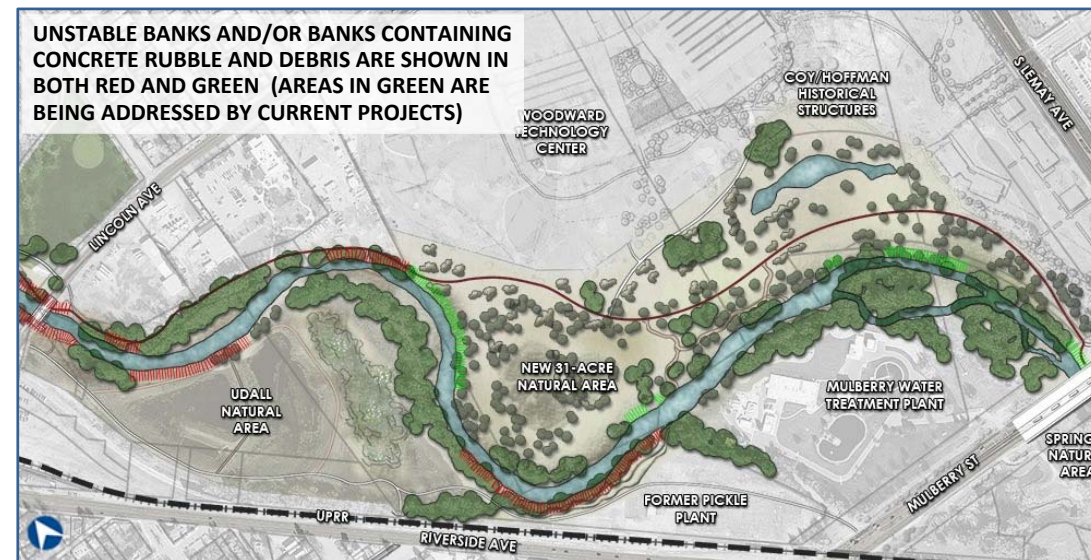 UNSTABLE BANKS AND/OR BANKS CONTAINING
CONCRETE RUBBLE AND DEBRIS ARE SHOWN IN
BOTH RED AND GREEN (AREAS IN GREEN ARE
BEING ADDRESSED BY CURRENT PROJECTS)
COY/HOFFMAN
HISTORICAL
STRUCTURES
S LEMAY AVE
WOODWARD
TECHNOLOGY
CENTER
LINCOLN AVE
NEW 31-ACRE
NATURAL AREA
UDALL
NATURAL
AREA
MULBERRY WATER
TREATMENT PLANT
SPRING
NATUR
AREA
MULBERRY ST
FORMER PICKLE
PLANT
UPRR
RIVERSIDE AVE